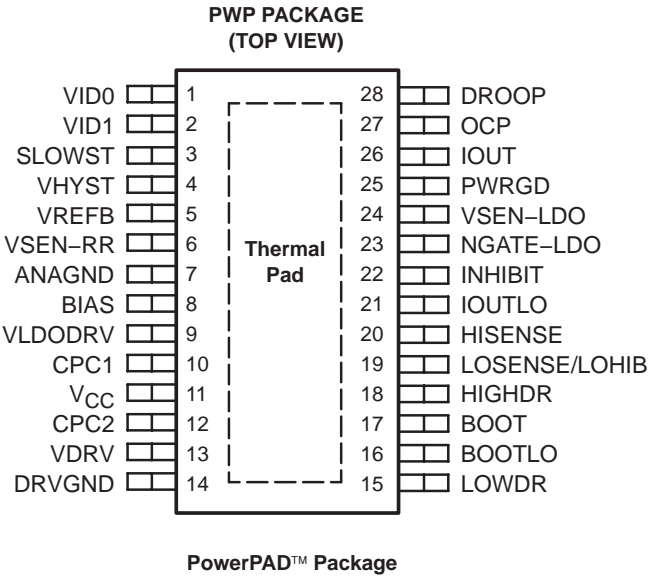 PWP PACKAGE
(TOP VIEW)
VID0 1 28 DROOP
VID1 2 27 OCP
SLOWST 3 26 IOUT
VHYST 4 25 PWRGD
VREFB 5 24 VSEN−LDO
VSEN−RR 6 23 NGATE−LDO
ANAGND 7 22 INHIBIT
BIAS 8 21 IOUTLO
VLDODRV 9 20 HISENSE
CPC1 10 19 LOSENSE/LOHIB
VCC 11 18 HIGHDR
CPC2 12 17 BOOT
VDRV 13 16 BOOTLO
DRVGND 14 15 LOWDR
Thermal
Pad
PowerPAD™ Package